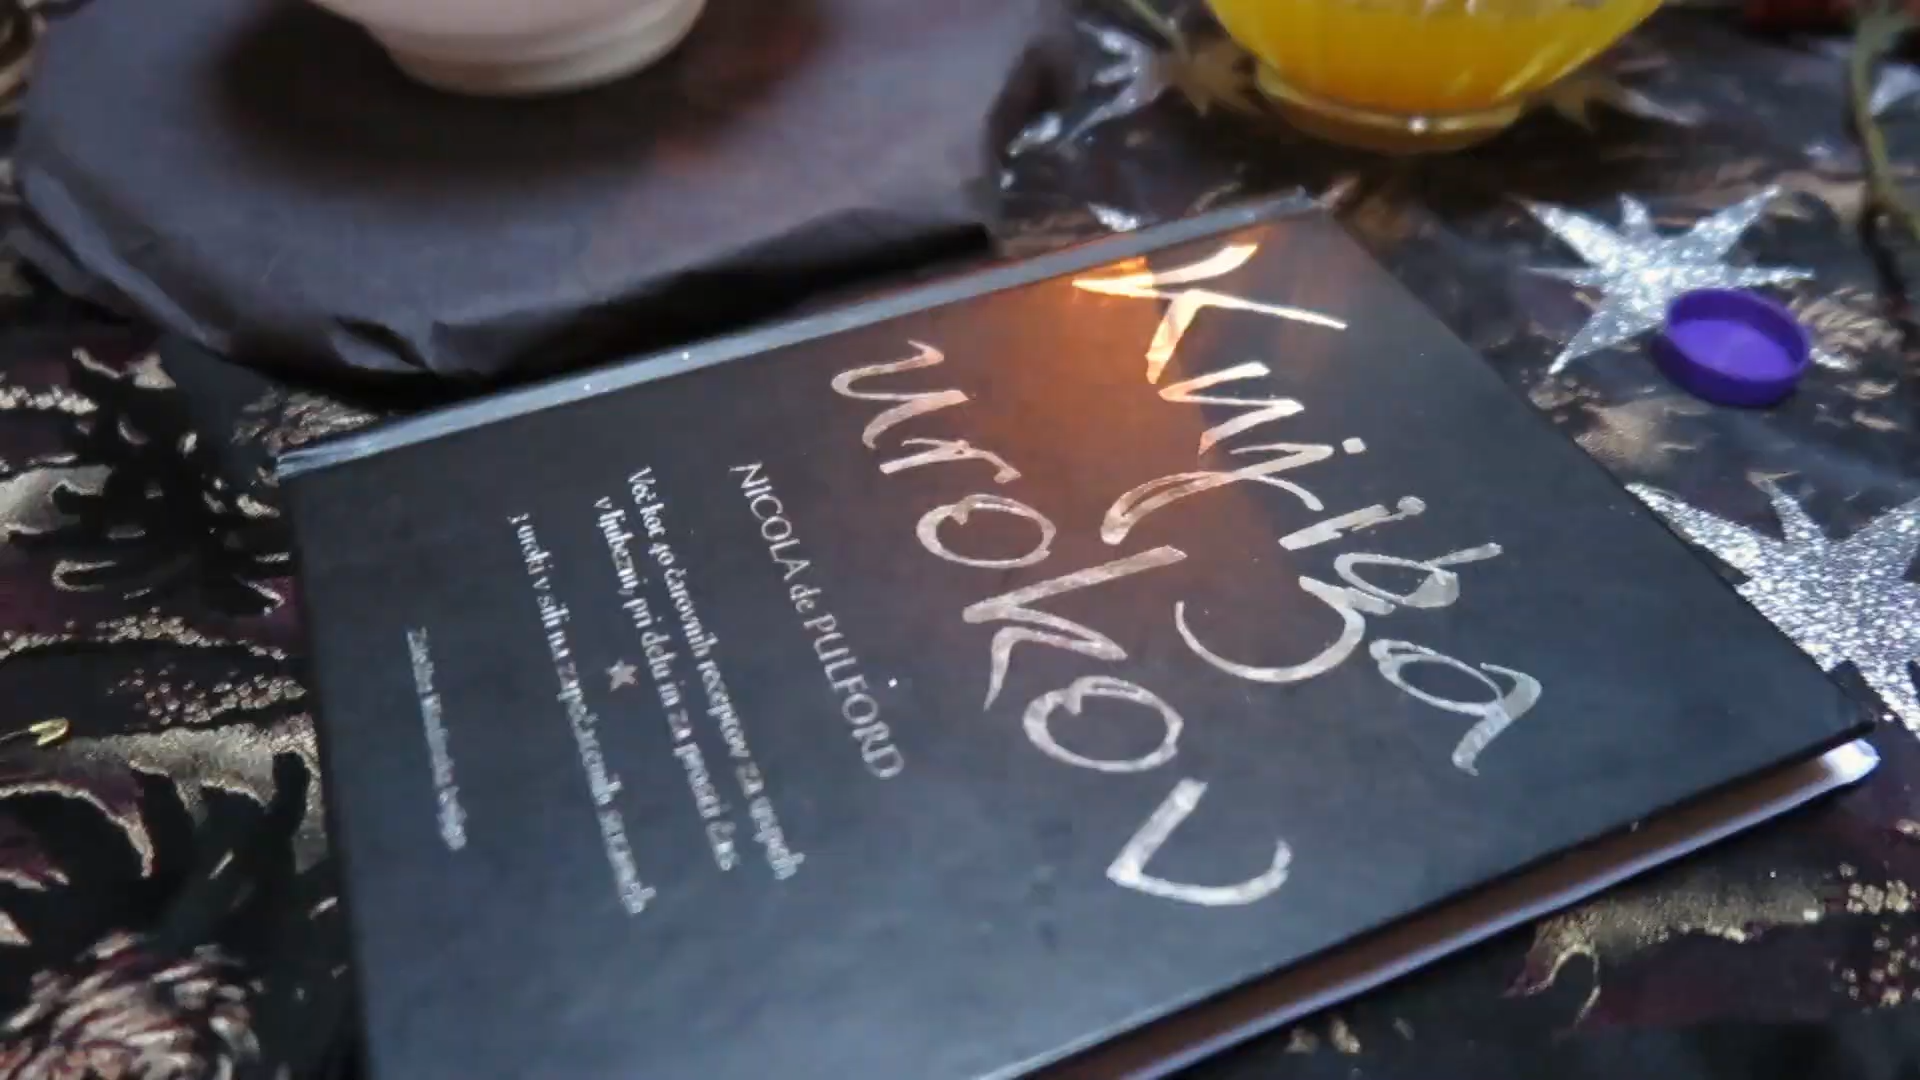 Knjiga
urokov
NICOLA de PULFORD
Več kot 40 čarovnih receptov za uspeh
v ljubezni, pri delu in za prosti čas
3 uroki v sili na zapečatenih straneh